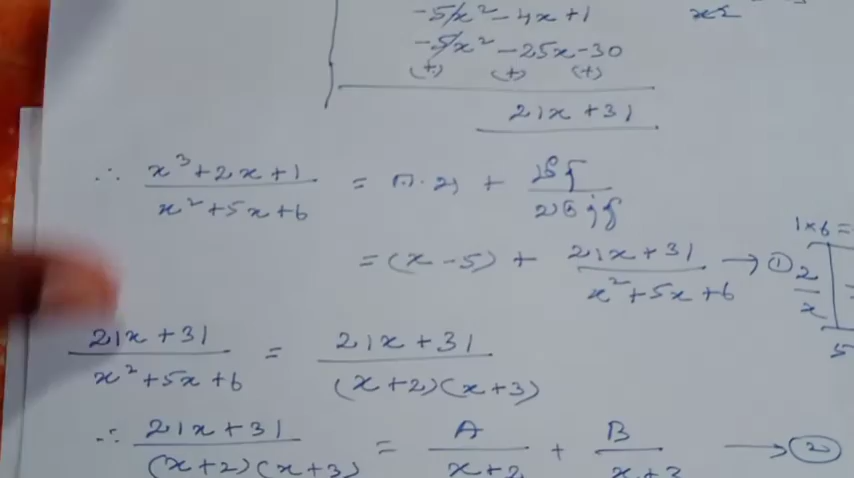 -5x² - 4x + 1
-5x² - 25x - 30
(+) (+) (+)
21x + 31
∴ (x³ + 2x + 1)/(x² + 5x + 6) =
= (x - 5) + (21x + 31)/(x² + 5x + 6) → ①
1×6 =
2/x
5
(21x + 31)/(x² + 5x + 6) = (21x + 31)/((x+2)(x+3))
∴ (21x + 31)/((x+2)(x+3)) = A/(x+2) + B/(x+3) → ②